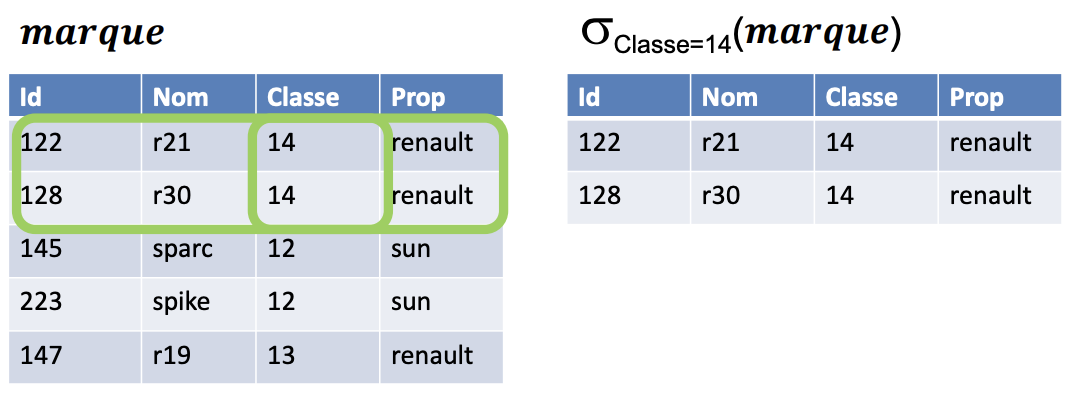 marque
Id Nom Classe Prop
122 r21 14 renault
128 r30 14 renault
145 sparc 12 sun
223 spike 12 sun
147 r19 13 renault
σClasse=14(marque)
Id Nom Classe Prop
122 r21 14 renault
128 r30 14 renault